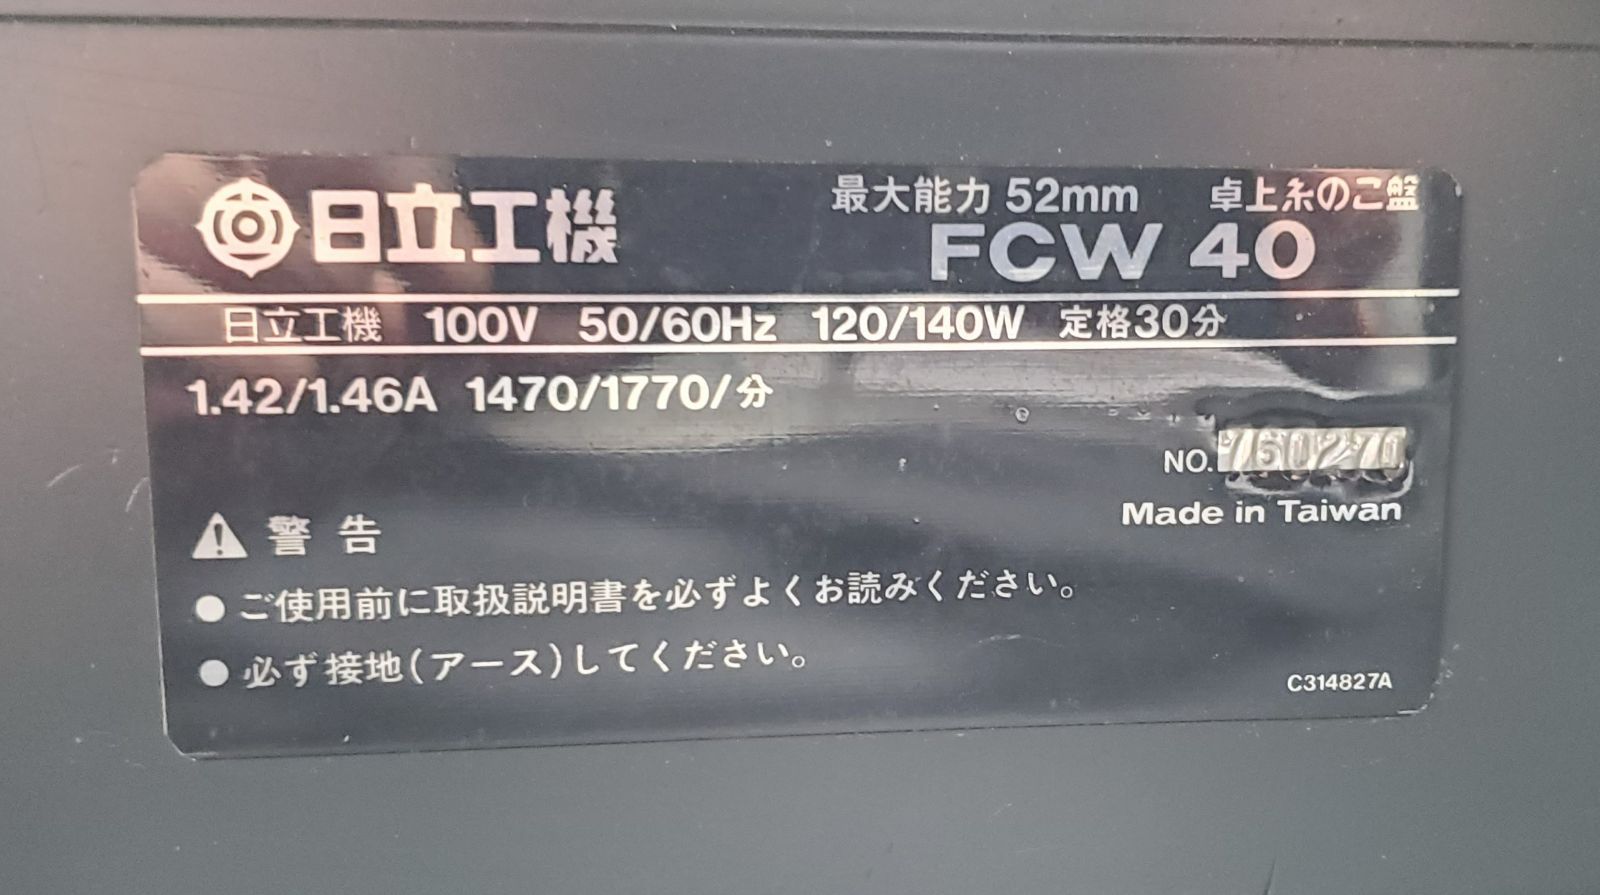 日立工機
最大能力 52mm 卓上糸のこ盤
FCW 40
日立工機 100V 50/60Hz 120/140W 定格30分
1.42/1.46A 1470/1770/分
NO. 760270
Made in Taiwan
警告
● ご使用前に取扱説明書を必ずよくお読みください。
● 必ず接地(アース)してください。
C314827A